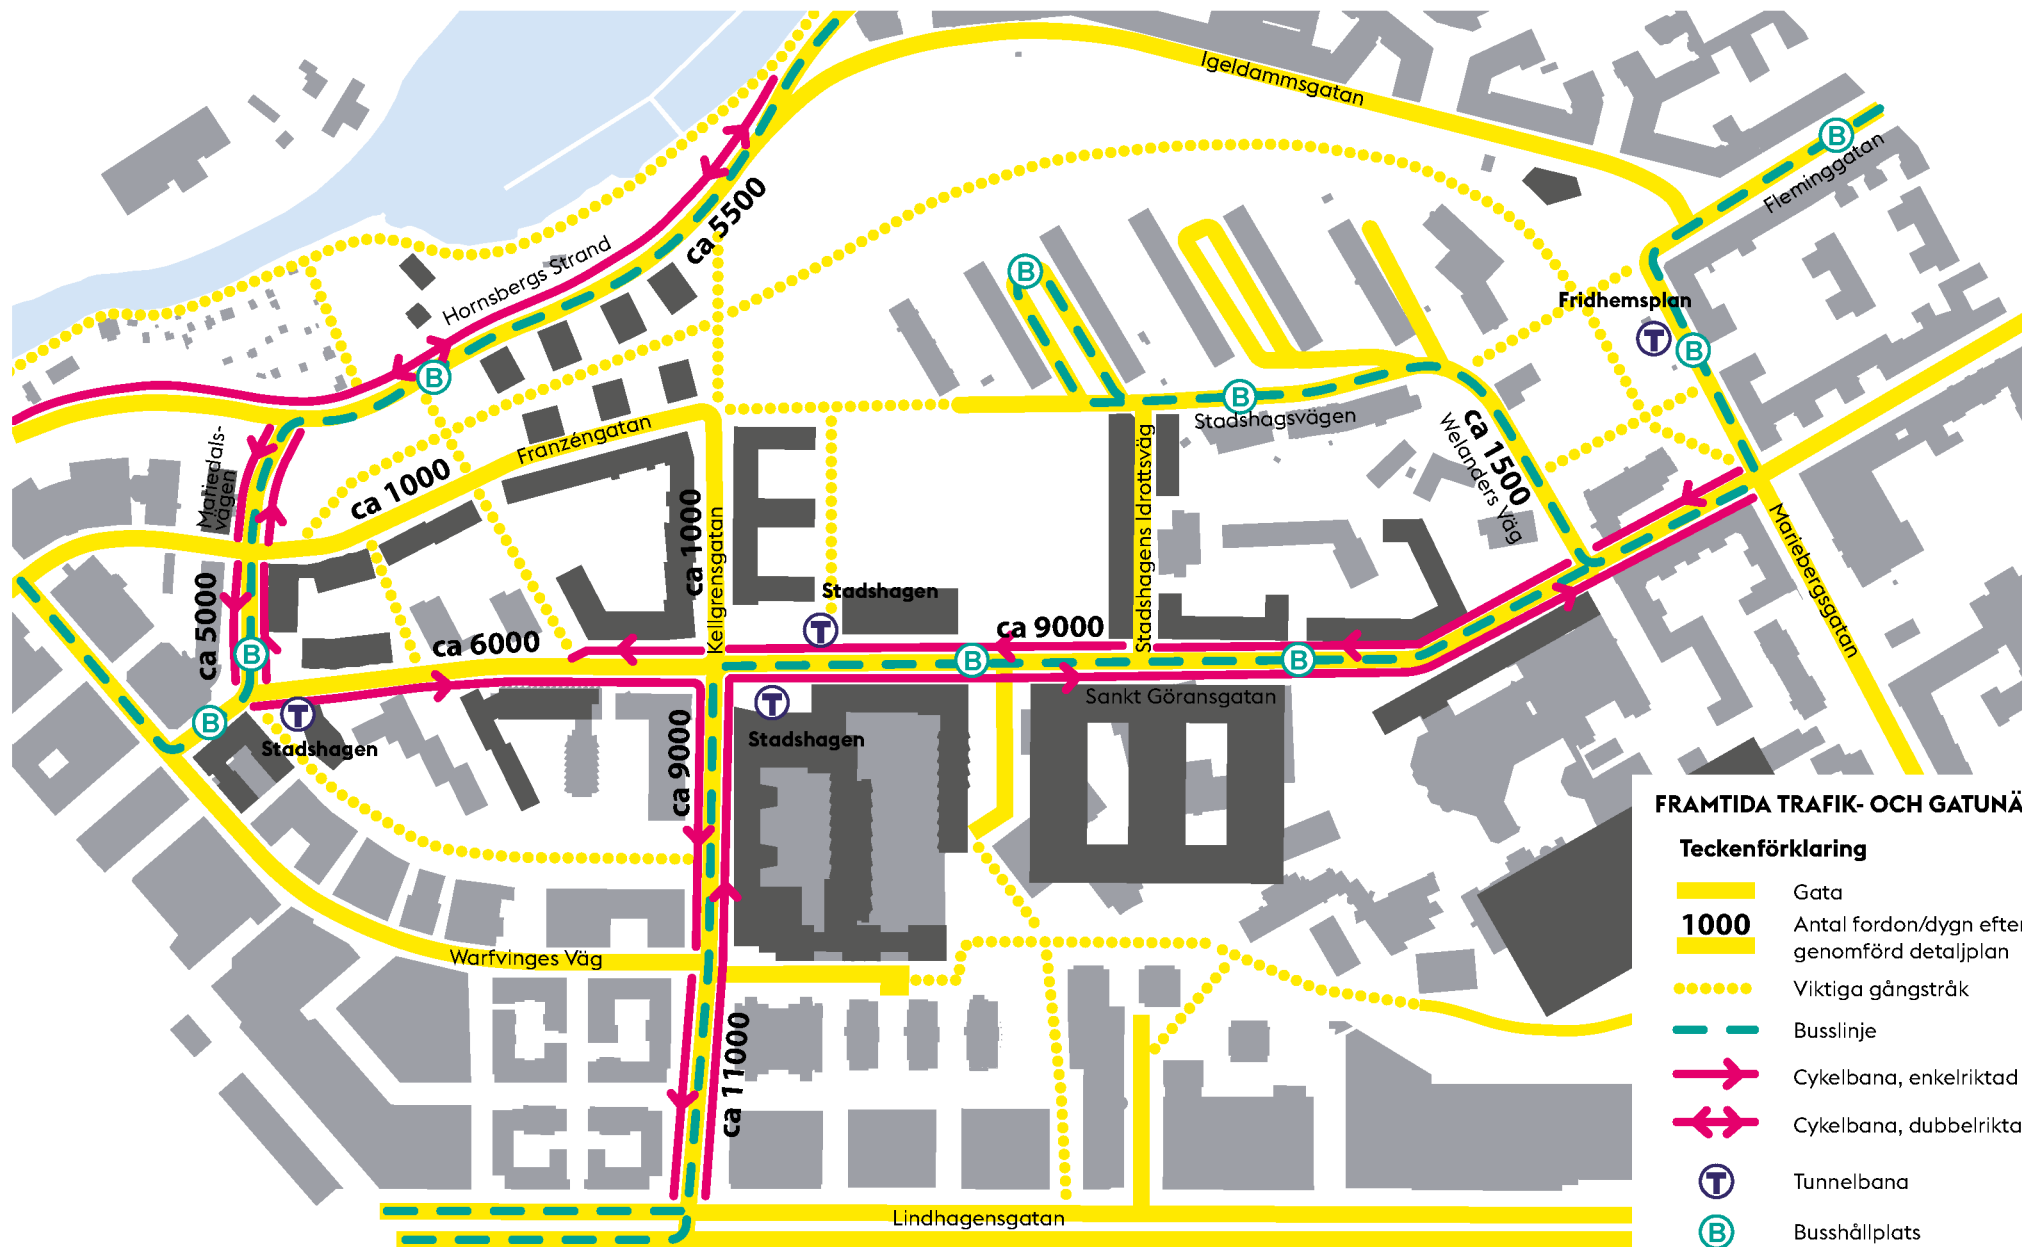 Igeldammsgatan
B
Fleminggatan
ca 5500
Hornsbergs Strand
B
Fridhemsplan
T
B
B
B
Stadshagsvägen
Mariedals-
vägen
Franzéngatan
ca 1000
ca 1000
Kellgrensgatan
Stadshagens Idrottsväg
ca 1500
Welanders Väg
Mariebergsgatan
ca 5000
Stadshagen
T
ca 9000
ca 6000
B
B
B
Sankt Göransgatan
T
Stadshagen
B
T
Stadshagen
ca 9000
Warfvinges Väg
ca 11000
Lindhagensgatan
FRAMTIDA TRAFIK- OCH GATUNÄ
Teckenförklaring
Gata
1000
Antal fordon/dygn efter
genomförd detaljplan
Viktiga gångstråk
Busslinje
Cykelbana, enkelriktad
Cykelbana, dubbelrikta
T
Tunnelbana
B
Busshållplats